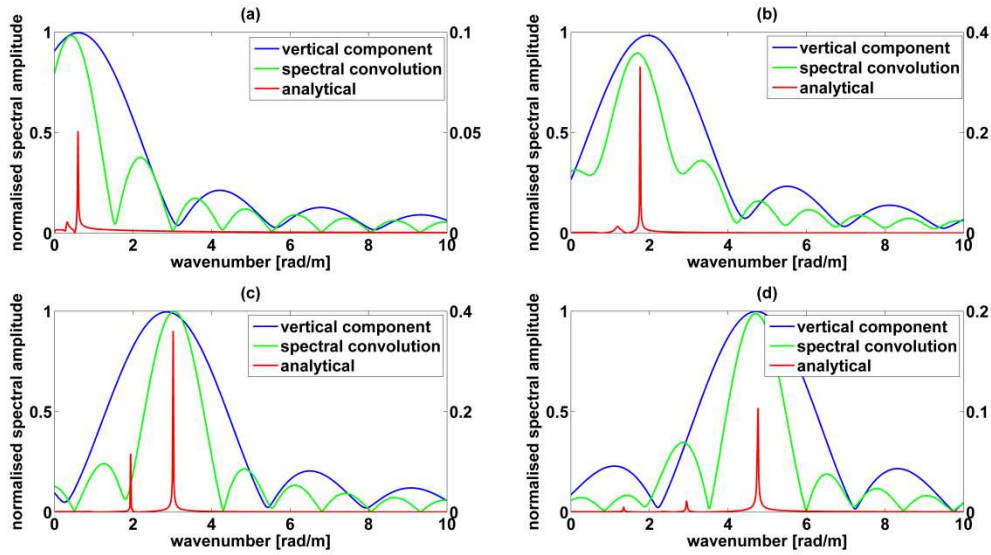 (a)
normalised spectral amplitude
1
0.5
0
0.1
0.05
0
vertical component
spectral convolution
analytical
0 2 4 6 8 10
wavenumber [rad/m]
(b)
normalised spectral amplitude
1
0.5
0
0.4
0.2
0
vertical component
spectral convolution
analytical
0 2 4 6 8 10
wavenumber [rad/m]
(c)
normalised spectral amplitude
1
0.5
0
0.4
0.2
0
vertical component
spectral convolution
analytical
0 2 4 6 8 10
wavenumber [rad/m]
(d)
normalised spectral amplitude
1
0.5
0
0.2
0.1
0
vertical component
spectral convolution
analytical
0 2 4 6 8 10
wavenumber [rad/m]